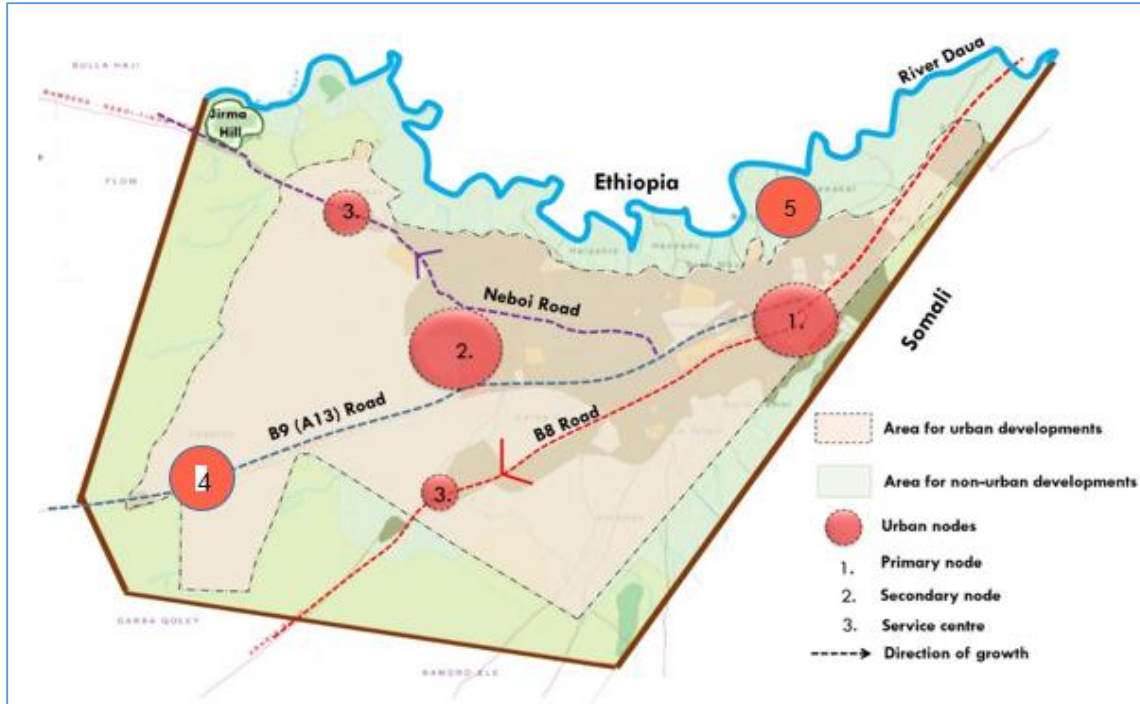 River Daua
BULLA HAJI
Jirma
Hill
FLOW
Ethiopia
5
3.
Neboi Road
1.
2.
Somali
B9 (A13) Road
B8 Road
4
3.
GARBA QOLEY
Area for urban developments
Area for non-urban developments
Urban nodes
1. Primary node
2. Secondary node
3. Service centre
Direction of growth